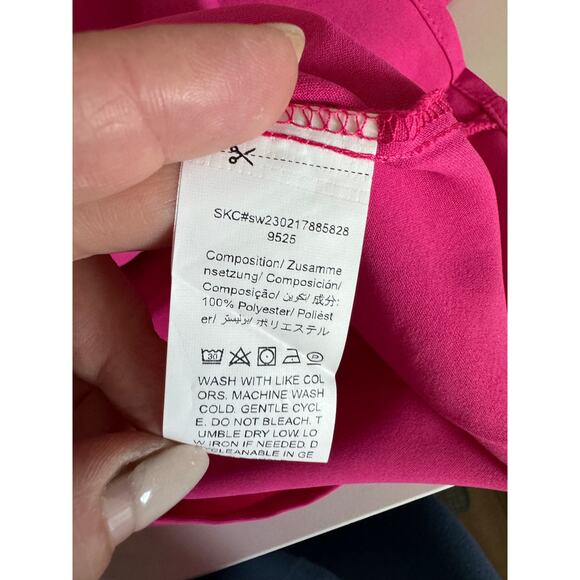 SKC#sw230217885828
9525
Composition/ Zusamme
nsetzung/ Composición/
Composição/ تكوين/ 成分:
100% Polyester/ Poliést
er/ بوليستر/ ポリエステル
30
WASH WITH LIKE COL
ORS. MACHINE WASH
COLD. GENTLE CYCL
E. DO NOT BLEACH. T
UMBLE DRY LOW. LO
W IRON IF NEEDED. D
CLEANABLE IN GE